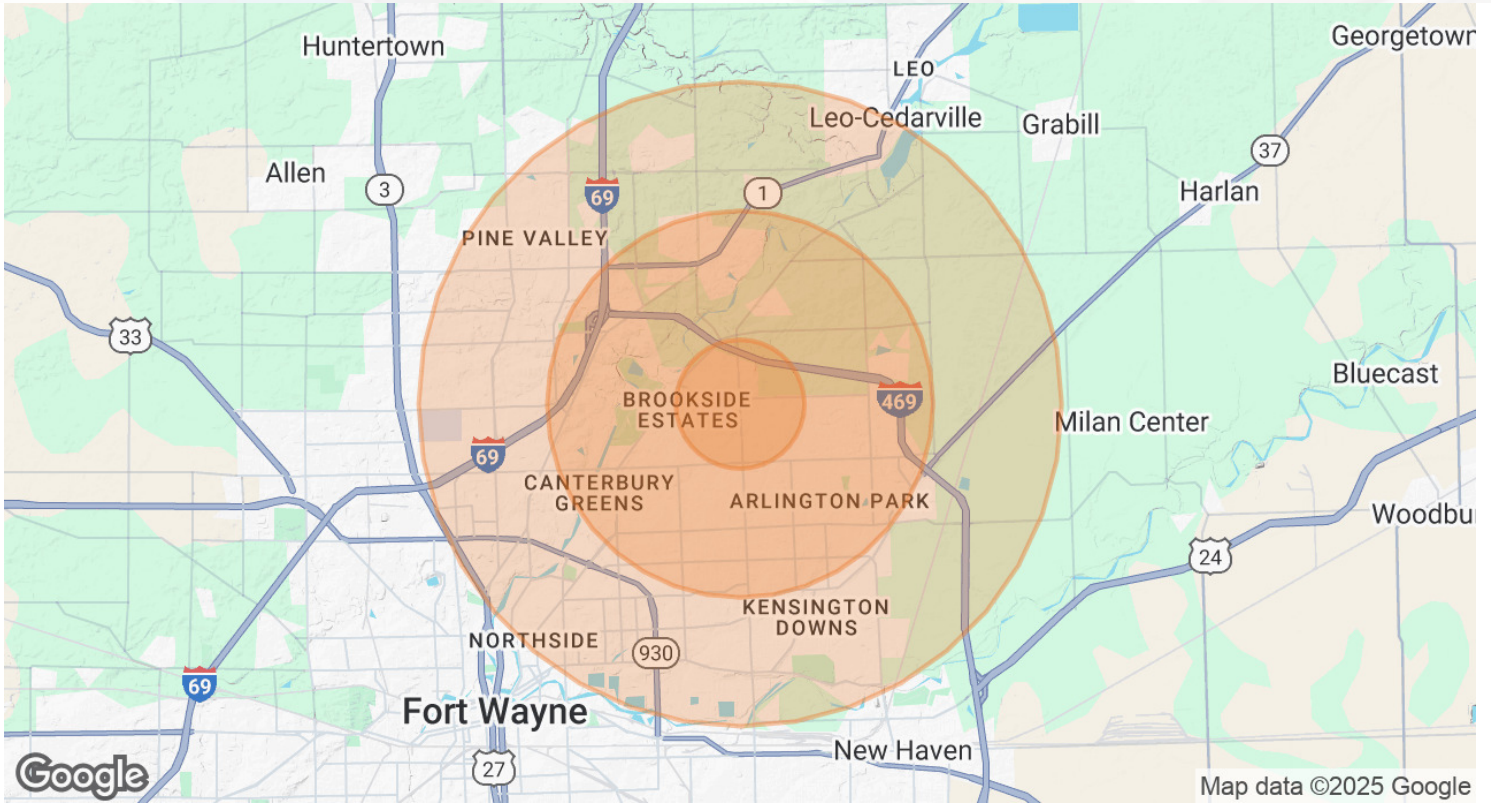 Huntertown
Georgetown
LEO
Leo-Cedarville
Grabill
37
Allen
3
69
1
Harlan
PINE VALLEY
33
Bluecast
BROOKSIDE
ESTATES
469
Milan Center
69
CANTERBURY
GREENS
ARLINGTON PARK
Woodbu
24
KENSINGTON
DOWNS
NORTHSIDE
930
69
Fort Wayne
New Haven
27
Google
Map data ©2025 Google